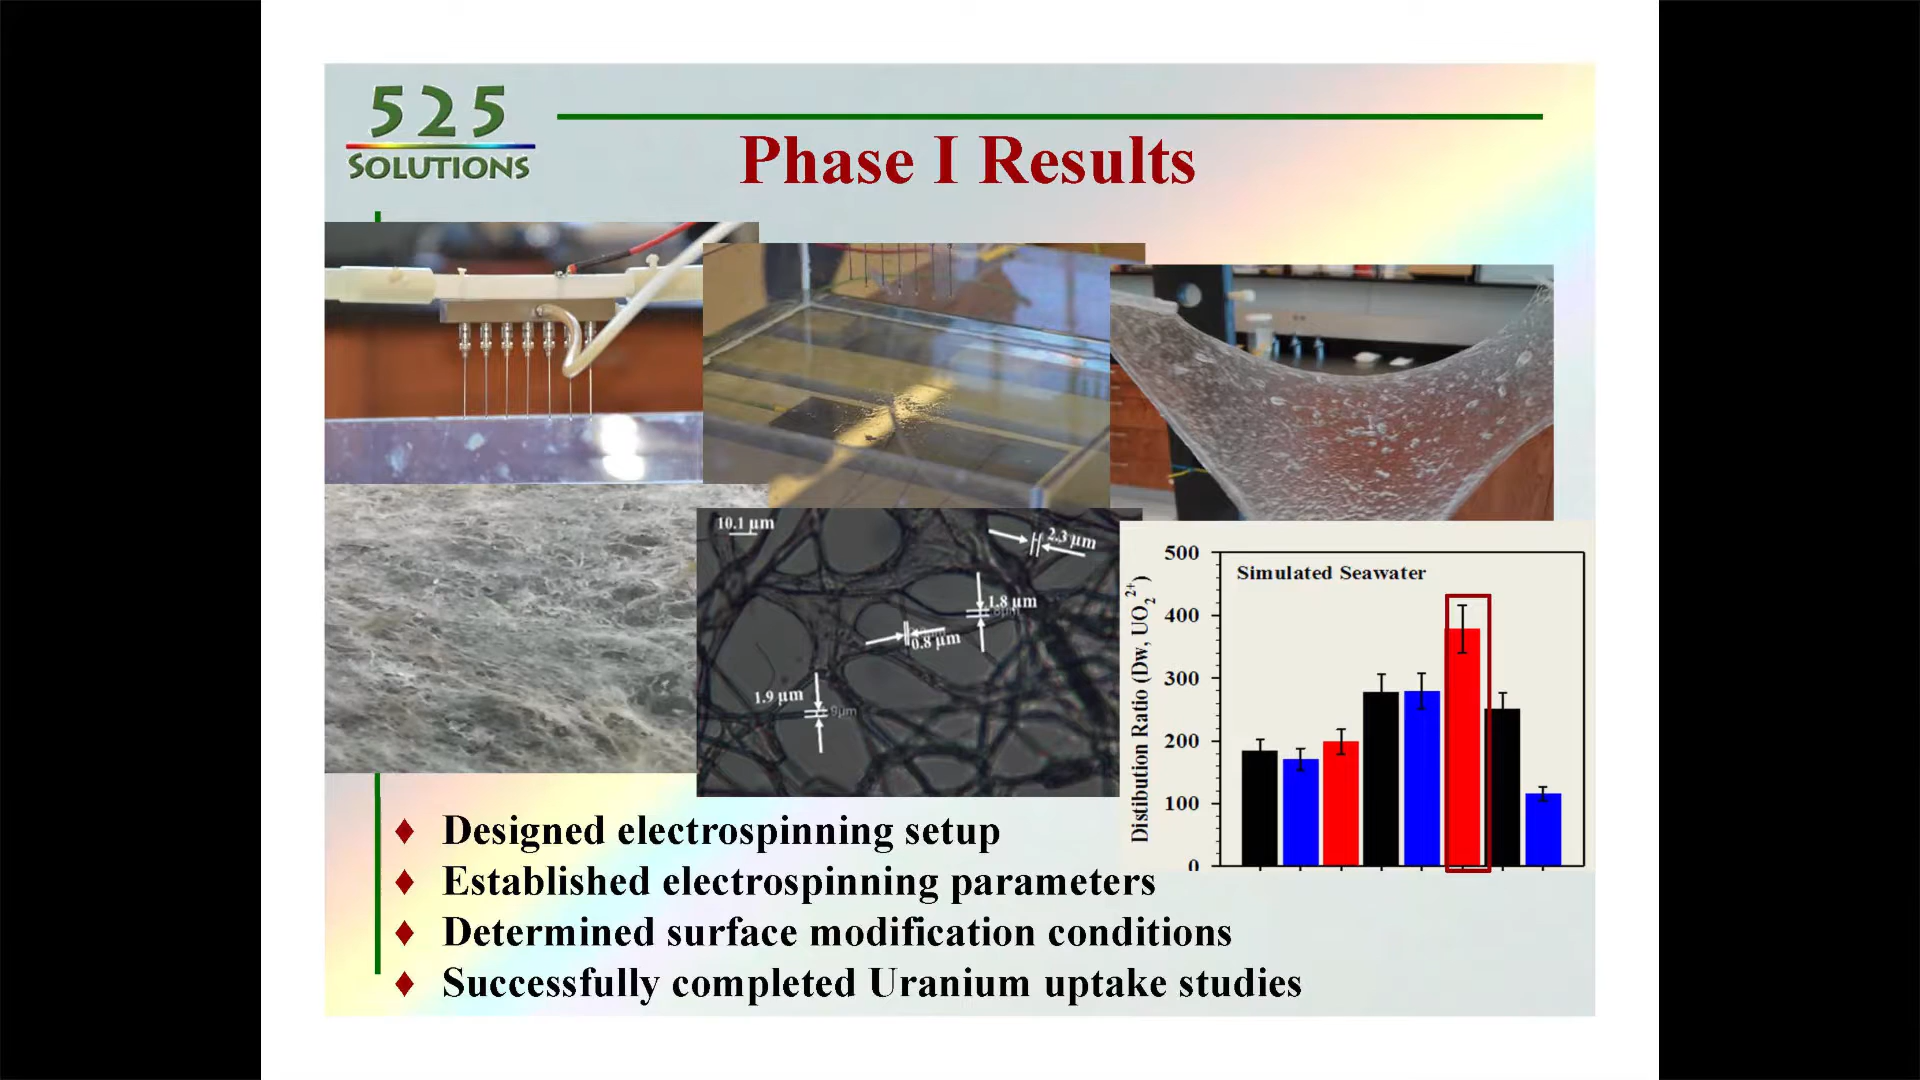 525
SOLUTIONS
Phase I Results
10.1 µm
2.3 µm
1.8 µm
0.8 µm
1.9 µm
9µm
500
400
300
200
100
0
Simulated Seawater
Distibution Ratio (Dw, UO₂²⁺)
♦ Designed electrospinning setup
♦ Established electrospinning parameters
♦ Determined surface modification conditions
♦ Successfully completed Uranium uptake studies